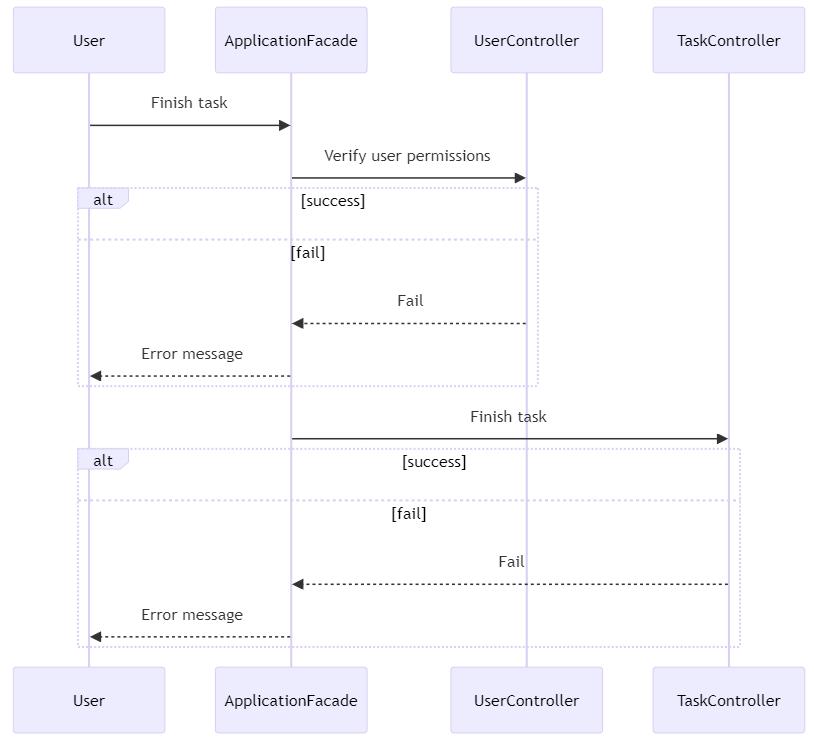 User
ApplicationFacade
UserController
TaskController
Finish task
Verify user permissions
alt
[success]
[fail]
Fail
Error message
Finish task
alt
[success]
[fail]
Fail
Error message
User
ApplicationFacade
UserController
TaskController